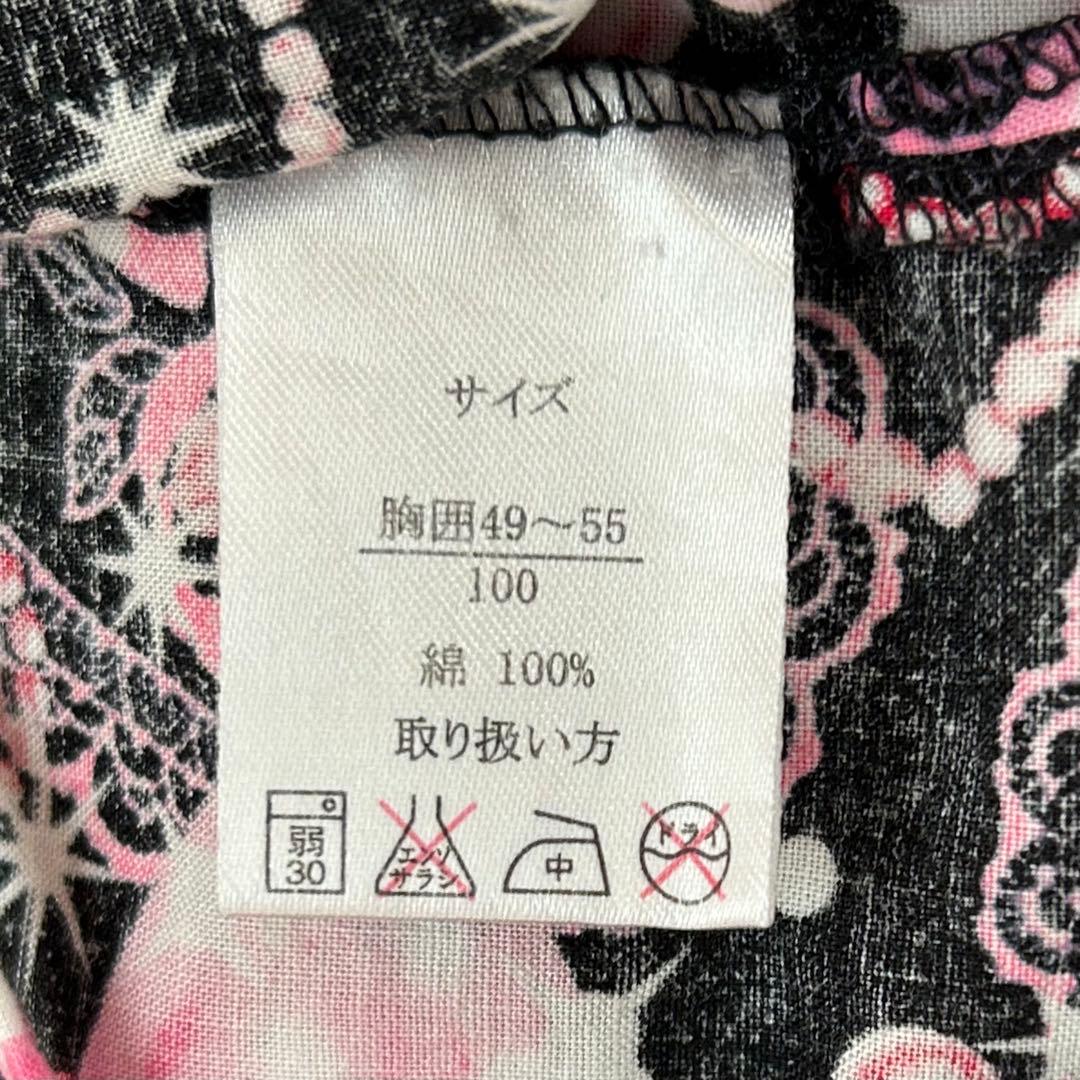 サイズ
胸囲49～55
100
綿 100%
取り扱い方
弱
30
エンソ
サラシ
中
ドライ